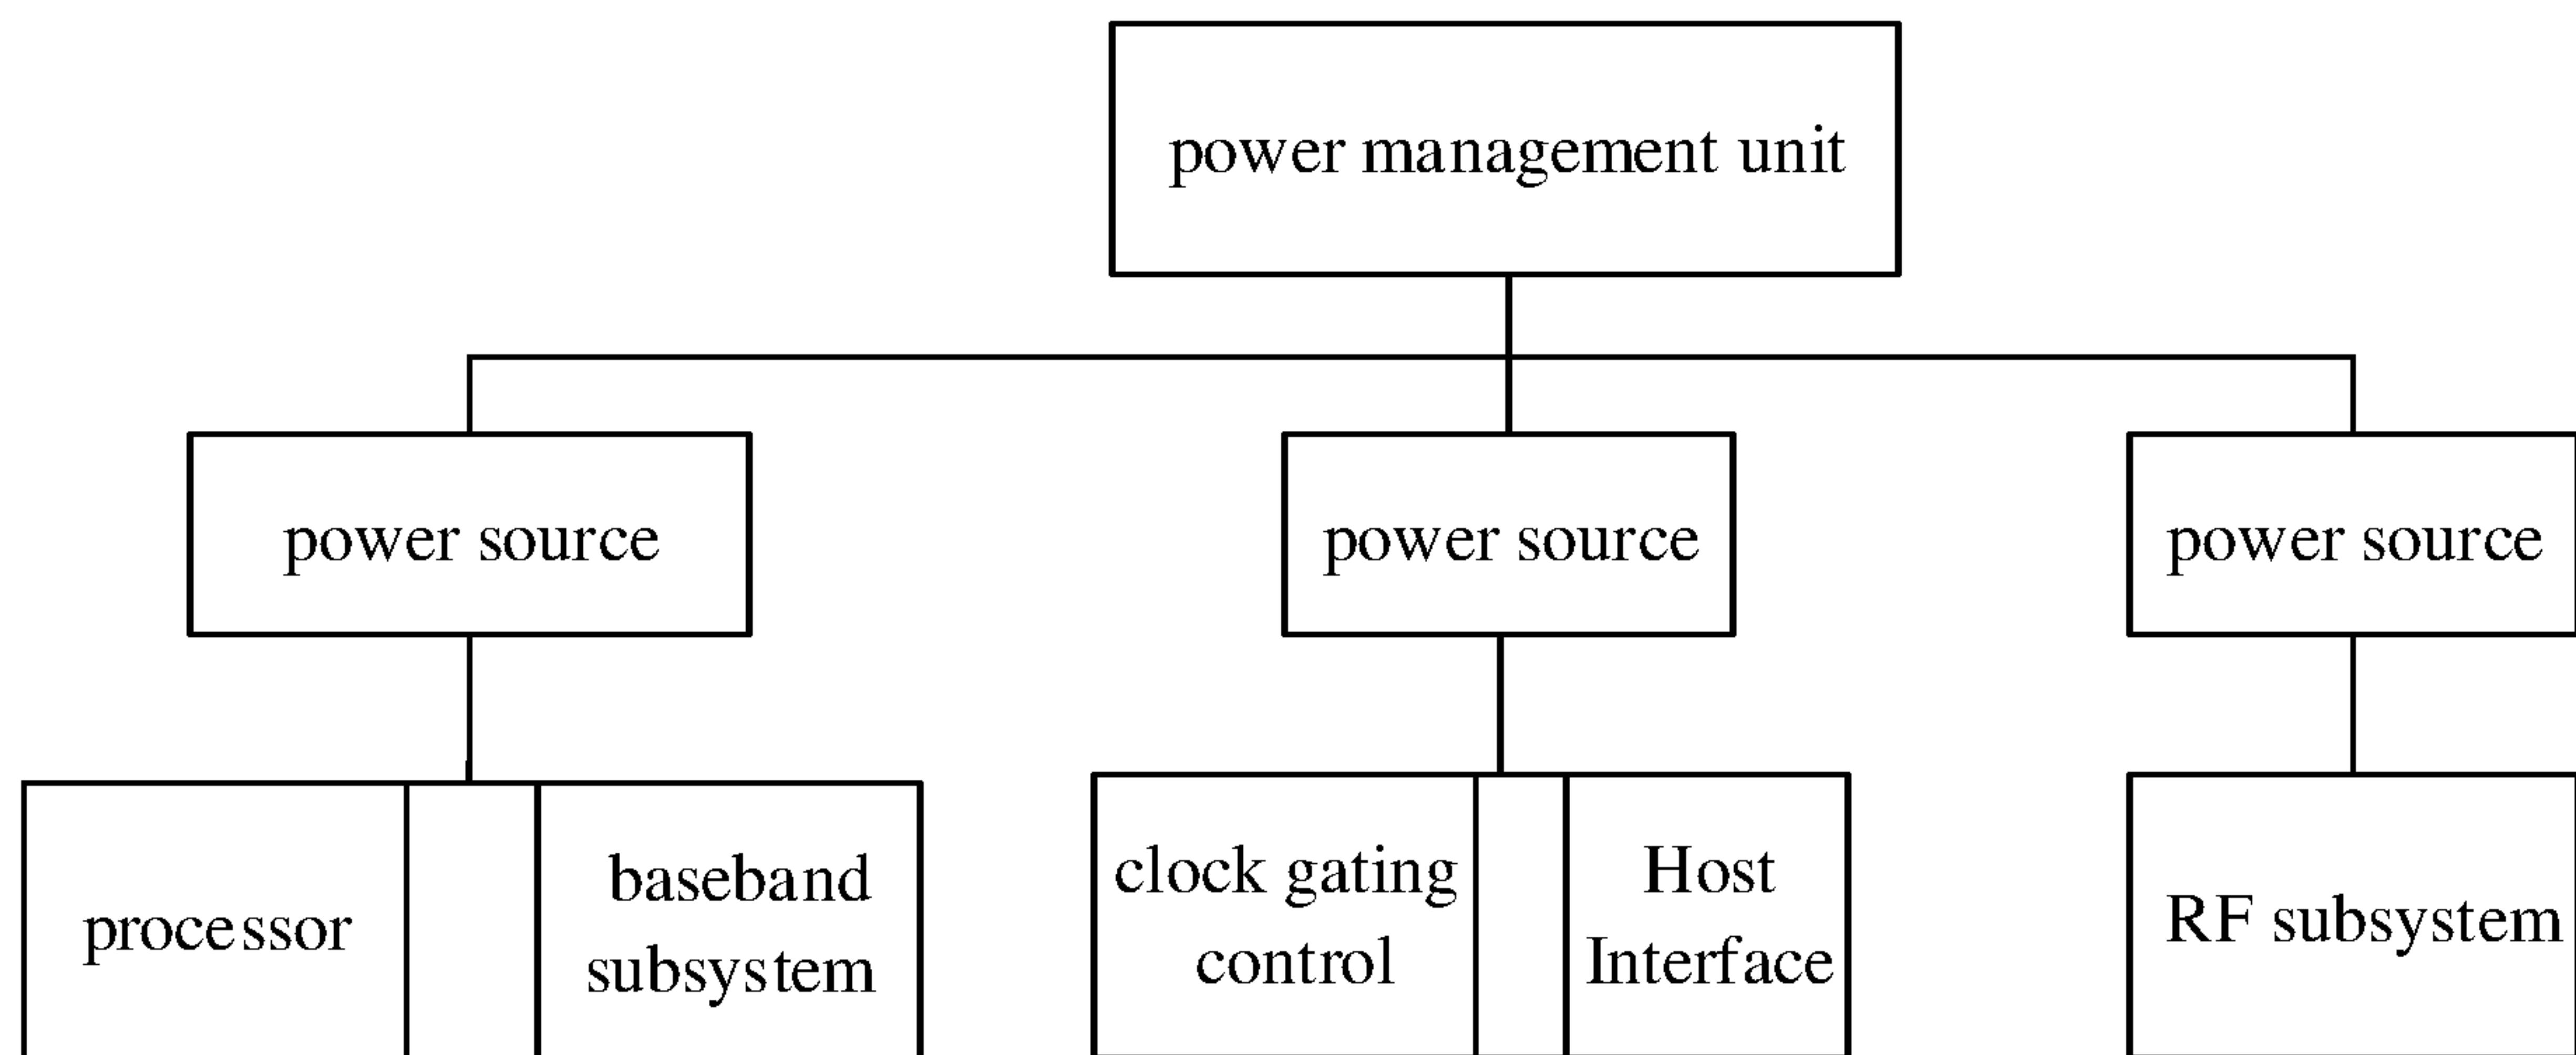 power management unit
power source
power source
power source
processor
baseband
subsystem
clock gating
control
Host
Interface
RF subsystem